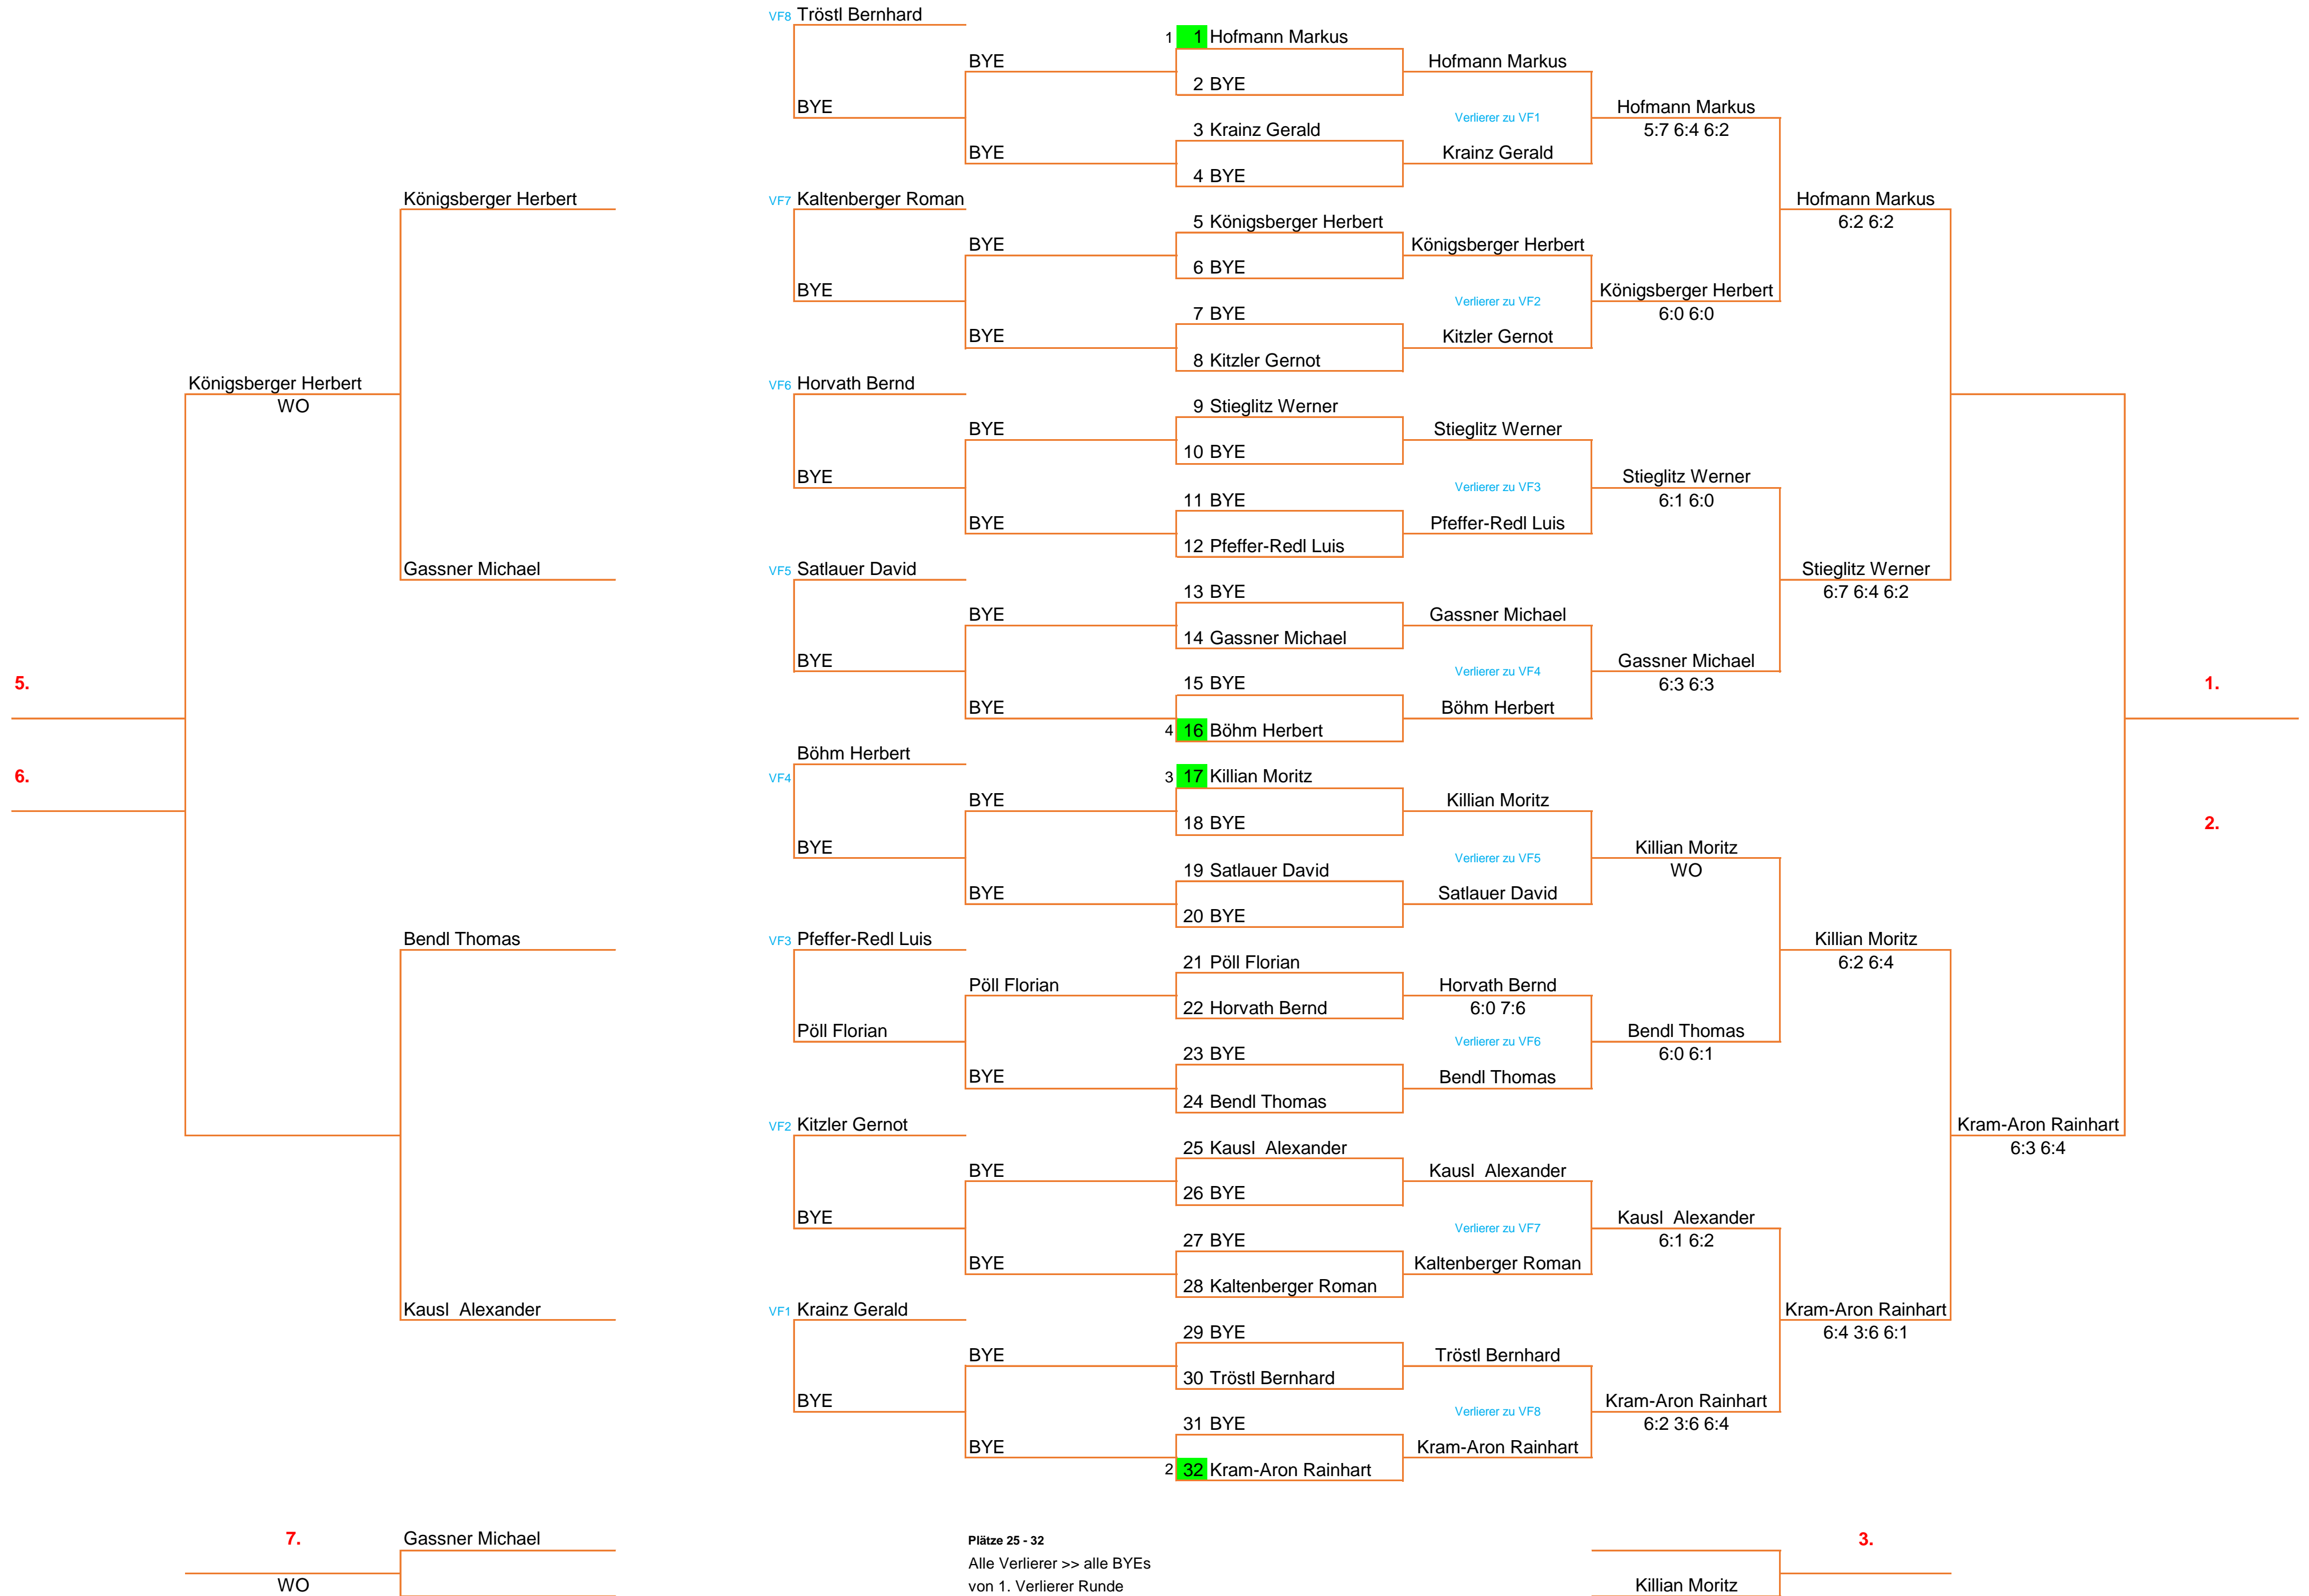 VF8 Tröstl Bernhard
1 1 Hofmann Markus
BYE Hofmann Markus
2 BYE
BYE Hofmann Markus
Verlierer zu VF1
3 Krainz Gerald 5:7 6:4 6:2
BYE Krainz Gerald
4 BYE
Königsberger Herbert VF7 Kaltenberger Roman Hofmann Markus
5 Königsberger Herbert 6:2 6:2
BYE Königsberger Herbert
6 BYE
BYE Verlierer zu VF2 Königsberger Herbert
7 BYE 6:0 6:0
BYE Kitzler Gernot
8 Kitzler Gernot
Königsberger Herbert VF6 Horvath Bernd
WO 9 Stieglitz Werner
BYE Stieglitz Werner
10 BYE
BYE Verlierer zu VF3 Stieglitz Werner
11 BYE 6:1 6:0
BYE Pfeffer-Redl Luis
12 Pfeffer-Redl Luis
Gassner Michael VF5 Satlauer David Stieglitz Werner
13 BYE 6:7 6:4 6:2
BYE Gassner Michael
14 Gassner Michael
BYE Verlierer zu VF4 Gassner Michael
5. 15 BYE 6:3 6:3 1.
BYE Böhm Herbert
4 16 Böhm Herbert
Böhm Herbert
6. VF4 3 17 Killian Moritz
BYE Killian Moritz
18 BYE 2.
BYE Verlierer zu VF5 Killian Moritz
19 Satlauer David WO
BYE Satlauer David
20 BYE
Bendl Thomas VF3 Pfeffer-Redl Luis Killian Moritz
21 Pöll Florian 6:2 6:4
Pöll Florian Horvath Bernd
22 Horvath Bernd 6:0 7:6
Pöll Florian Verlierer zu VF6 Bendl Thomas
23 BYE 6:0 6:1
BYE Bendl Thomas
24 Bendl Thomas
VF2 Kitzler Gernot Kram-Aron Rainhart
25 Kausl Alexander 6:3 6:4
BYE Kausl Alexander
26 BYE
BYE Verlierer zu VF7 Kausl Alexander
27 BYE 6:1 6:2
BYE Kaltenberger Roman
28 Kaltenberger Roman
Kausl Alexander VF1 Krainz Gerald Kram-Aron Rainhart
29 BYE 6:4 3:6 6:1
BYE Tröstl Bernhard
30 Tröstl Bernhard
BYE Verlierer zu VF8 Kram-Aron Rainhart
31 BYE 6:2 3:6 6:4
BYE Kram-Aron Rainhart
2 32 Kram-Aron Rainhart
7. Gassner Michael Plätze 25 - 32 3.
Alle Verlierer >> alle BYEs
WO von 1. Verlierer Runde Killian Moritz